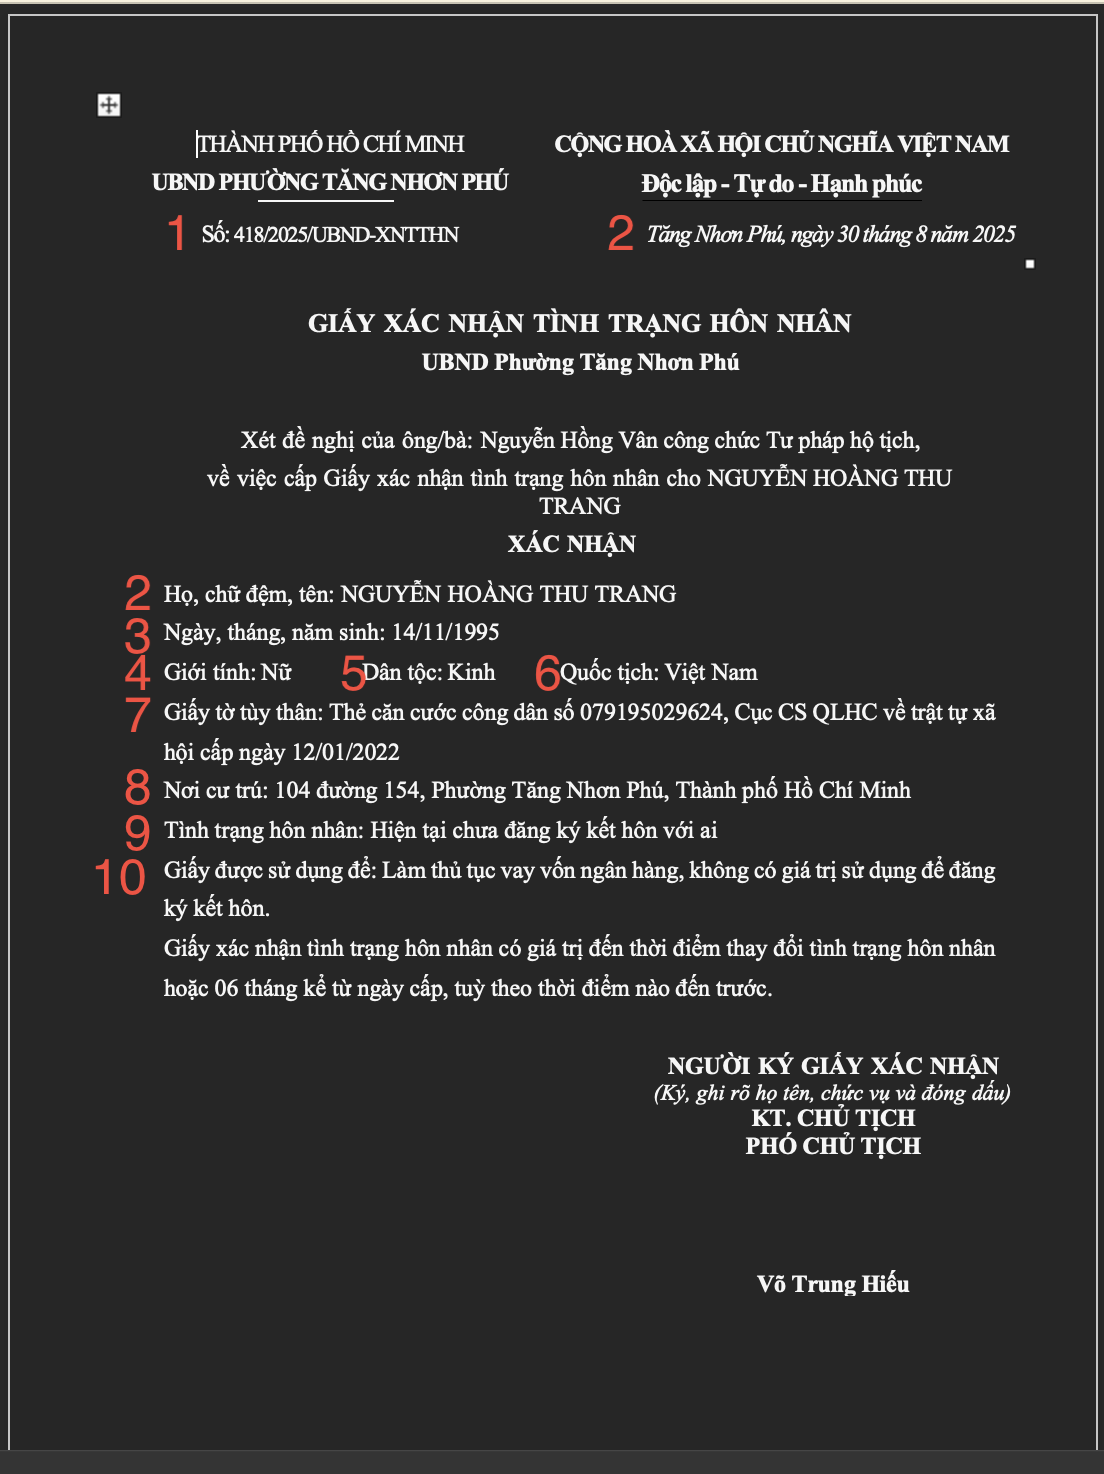 THÀNH PHỐ HỒ CHÍ MINH
CỘNG HOÀ XÃ HỘI CHỦ NGHĨA VIỆT NAM
UBND PHƯỜNG TĂNG NHƠN PHÚ
Độc lập - Tự do - Hạnh phúc
1 Số: 418/2025/UBND-XNTTHN
2 Tăng Nhơn Phú, ngày 30 tháng 8 năm 2025
GIẤY XÁC NHẬN TÌNH TRẠNG HÔN NHÂN
UBND Phường Tăng Nhơn Phú
Xét đề nghị của ông/bà: Nguyễn Hồng Vân công chức Tư pháp hộ tịch,
về việc cấp Giấy xác nhận tình trạng hôn nhân cho NGUYỄN HOÀNG THU
TRANG
XÁC NHẬN
2 Họ, chữ đệm, tên: NGUYỄN HOÀNG THU TRANG
3 Ngày, tháng, năm sinh: 14/11/1995
4 Giới tính: Nữ 5 Dân tộc: Kinh 6 Quốc tịch: Việt Nam
7 Giấy tờ tùy thân: Thẻ căn cước công dân số 079195029624, Cục CS QLHC về trật tự xã
hội cấp ngày 12/01/2022
8 Nơi cư trú: 104 đường 154, Phường Tăng Nhơn Phú, Thành phố Hồ Chí Minh
9 Tình trạng hôn nhân: Hiện tại chưa đăng ký kết hôn với ai
10 Giấy được sử dụng để: Làm thủ tục vay vốn ngân hàng, không có giá trị sử dụng để đăng
ký kết hôn.
Giấy xác nhận tình trạng hôn nhân có giá trị đến thời điểm thay đổi tình trạng hôn nhân
hoặc 06 tháng kể từ ngày cấp, tuỳ theo thời điểm nào đến trước.
NGƯỜI KÝ GIẤY XÁC NHẬN
(Ký, ghi rõ họ tên, chức vụ và đóng dấu)
KT. CHỦ TỊCH
PHÓ CHỦ TỊCH
Võ Trung Hiếu